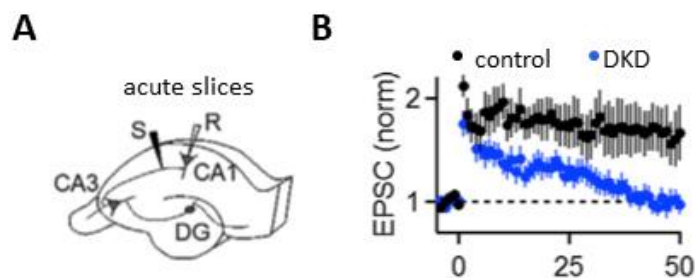 A
acute slices
S
R
CA3
CA1
DG
B
control
DKD
EPSC (norm)
2
1
0
25
50